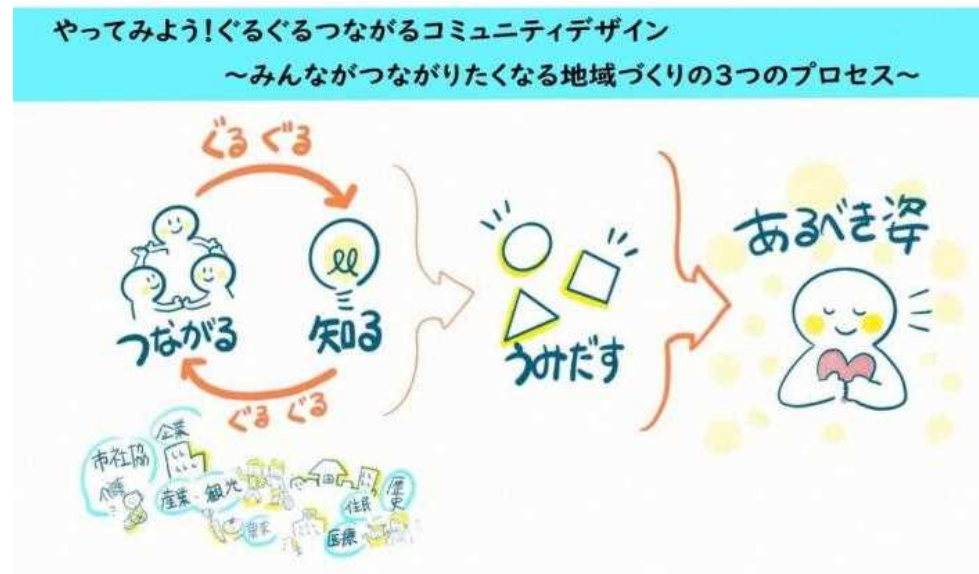 やってみよう!ぐるぐるつながるコミュニティデザイン
～みんながつながりたくなる地域づくりの3つのプロセス～
ぐるぐる
つながる
知る
ぐるぐる
うみだす
あるべき姿
企業
市社協
産業・観光
住民
歴史
医療